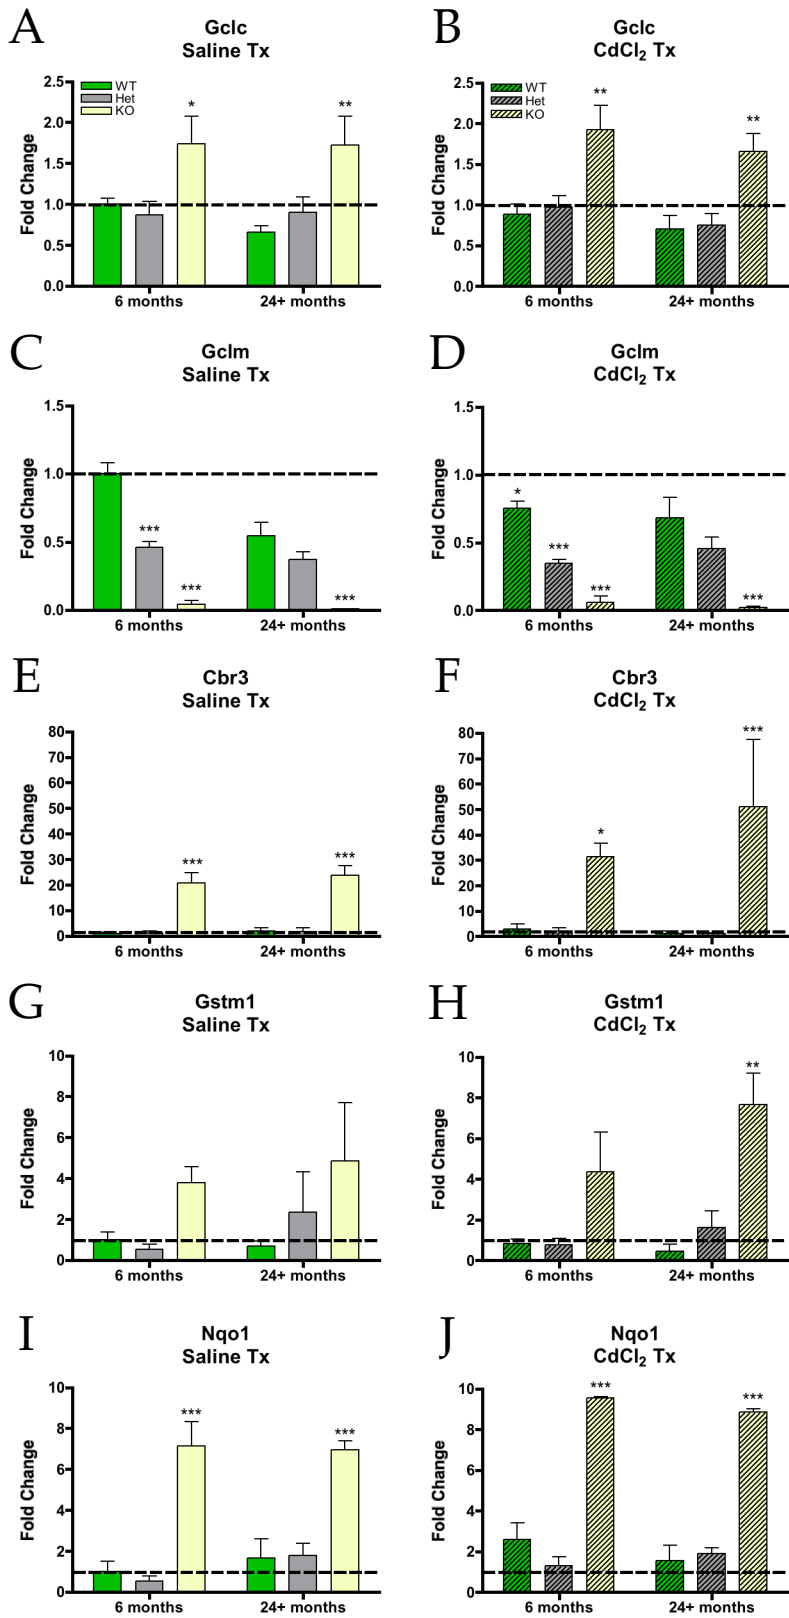 A
Gclc
Saline Tx
WT
Het
KO
Fold Change
2.5
2.0
1.5
1.0
0.5
0.0
*
**
6 months
24+ months
B
Gclc
CdCl2 Tx
WT
Het
KO
Fold Change
2.5
2.0
1.5
1.0
0.5
0.0
**
**
6 months
24+ months
C
Gclm
Saline Tx
Fold Change
1.5
1.0
0.5
0.0
***
***
***
6 months
24+ months
D
Gclm
CdCl2 Tx
Fold Change
1.5
1.0
0.5
0.0
*
***
***
***
6 months
24+ months
E
Cbr3
Saline Tx
Fold Change
80
70
60
50
40
30
20
10
0
***
***
6 months
24+ months
F
Cbr3
CdCl2 Tx
Fold Change
80
70
60
50
40
30
20
10
0
*
***
6 months
24+ months
G
Gstm1
Saline Tx
Fold Change
10
8
6
4
2
0
6 months
24+ months
H
Gstm1
CdCl2 Tx
Fold Change
10
8
6
4
2
0
**
6 months
24+ months
I
Nqo1
Saline Tx
Fold Change
10
8
6
4
2
0
***
***
6 months
24+ months
J
Nqo1
CdCl2 Tx
Fold Change
10
8
6
4
2
0
***
***
6 months
24+ months